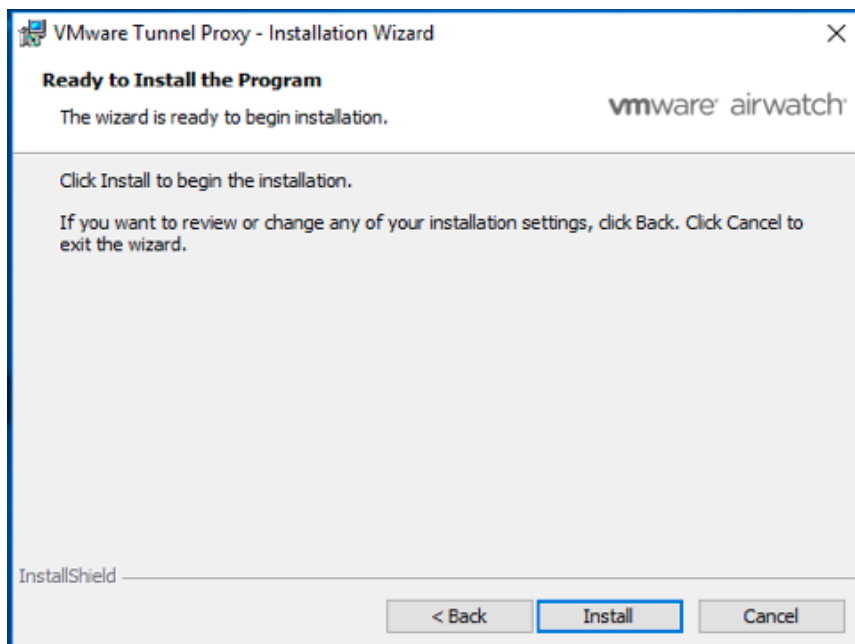 VMware Tunnel Proxy - Installation Wizard
Ready to Install the Program
The wizard is ready to begin installation.
vmware airwatch
Click Install to begin the installation.
If you want to review or change any of your installation settings, click Back. Click Cancel to
exit the wizard.
InstallShield
< Back
Install
Cancel